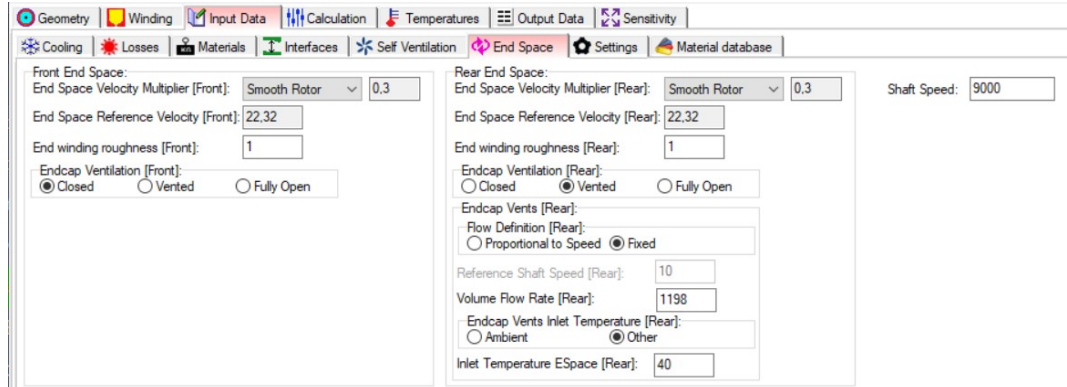 Geometry Winding Input Data Calculation Temperatures Output Data Sensitivity
Cooling Losses Materials Interfaces Self Ventilation End Space Settings Material database
Front End Space:
End Space Velocity Multiplier [Front]: Smooth Rotor 0,3
End Space Reference Velocity [Front]: 22,32
End winding roughness [Front]: 1
Endcap Ventilation [Front]:
Closed Vented Fully Open
Rear End Space:
End Space Velocity Multiplier [Rear]: Smooth Rotor 0,3
End Space Reference Velocity [Rear]: 22,32
End winding roughness [Rear]: 1
Endcap Ventilation [Rear]:
Closed Vented Fully Open
Endcap Vents [Rear]:
Flow Definition [Rear]:
Proportional to Speed Fixed
Reference Shaft Speed [Rear]: 10
Volume Flow Rate [Rear]: 1198
Endcap Vents Inlet Temperature [Rear]:
Ambient Other
Inlet Temperature ESpace [Rear]: 40
Shaft Speed: 9000